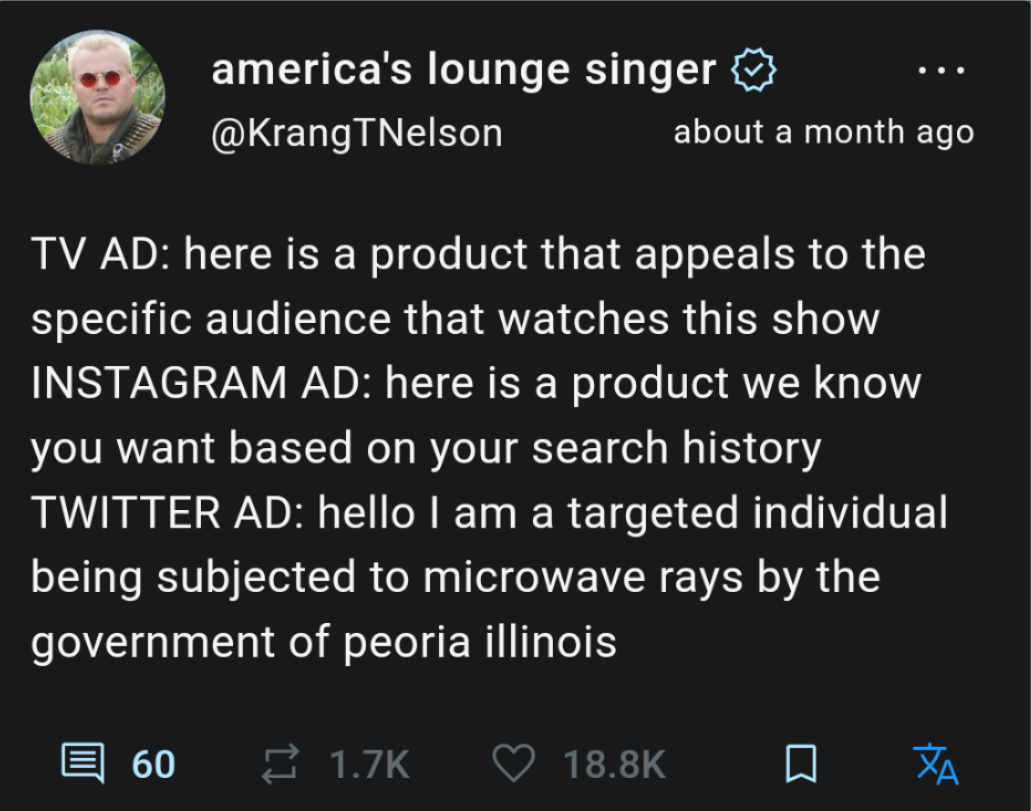 america's lounge singer
@KrangTNelson
about a month ago
TV AD: here is a product that appeals to the
specific audience that watches this show
INSTAGRAM AD: here is a product we know
you want based on your search history
TWITTER AD: hello I am a targeted individual
being subjected to microwave rays by the
government of peoria illinois
60 1.7K 18.8K